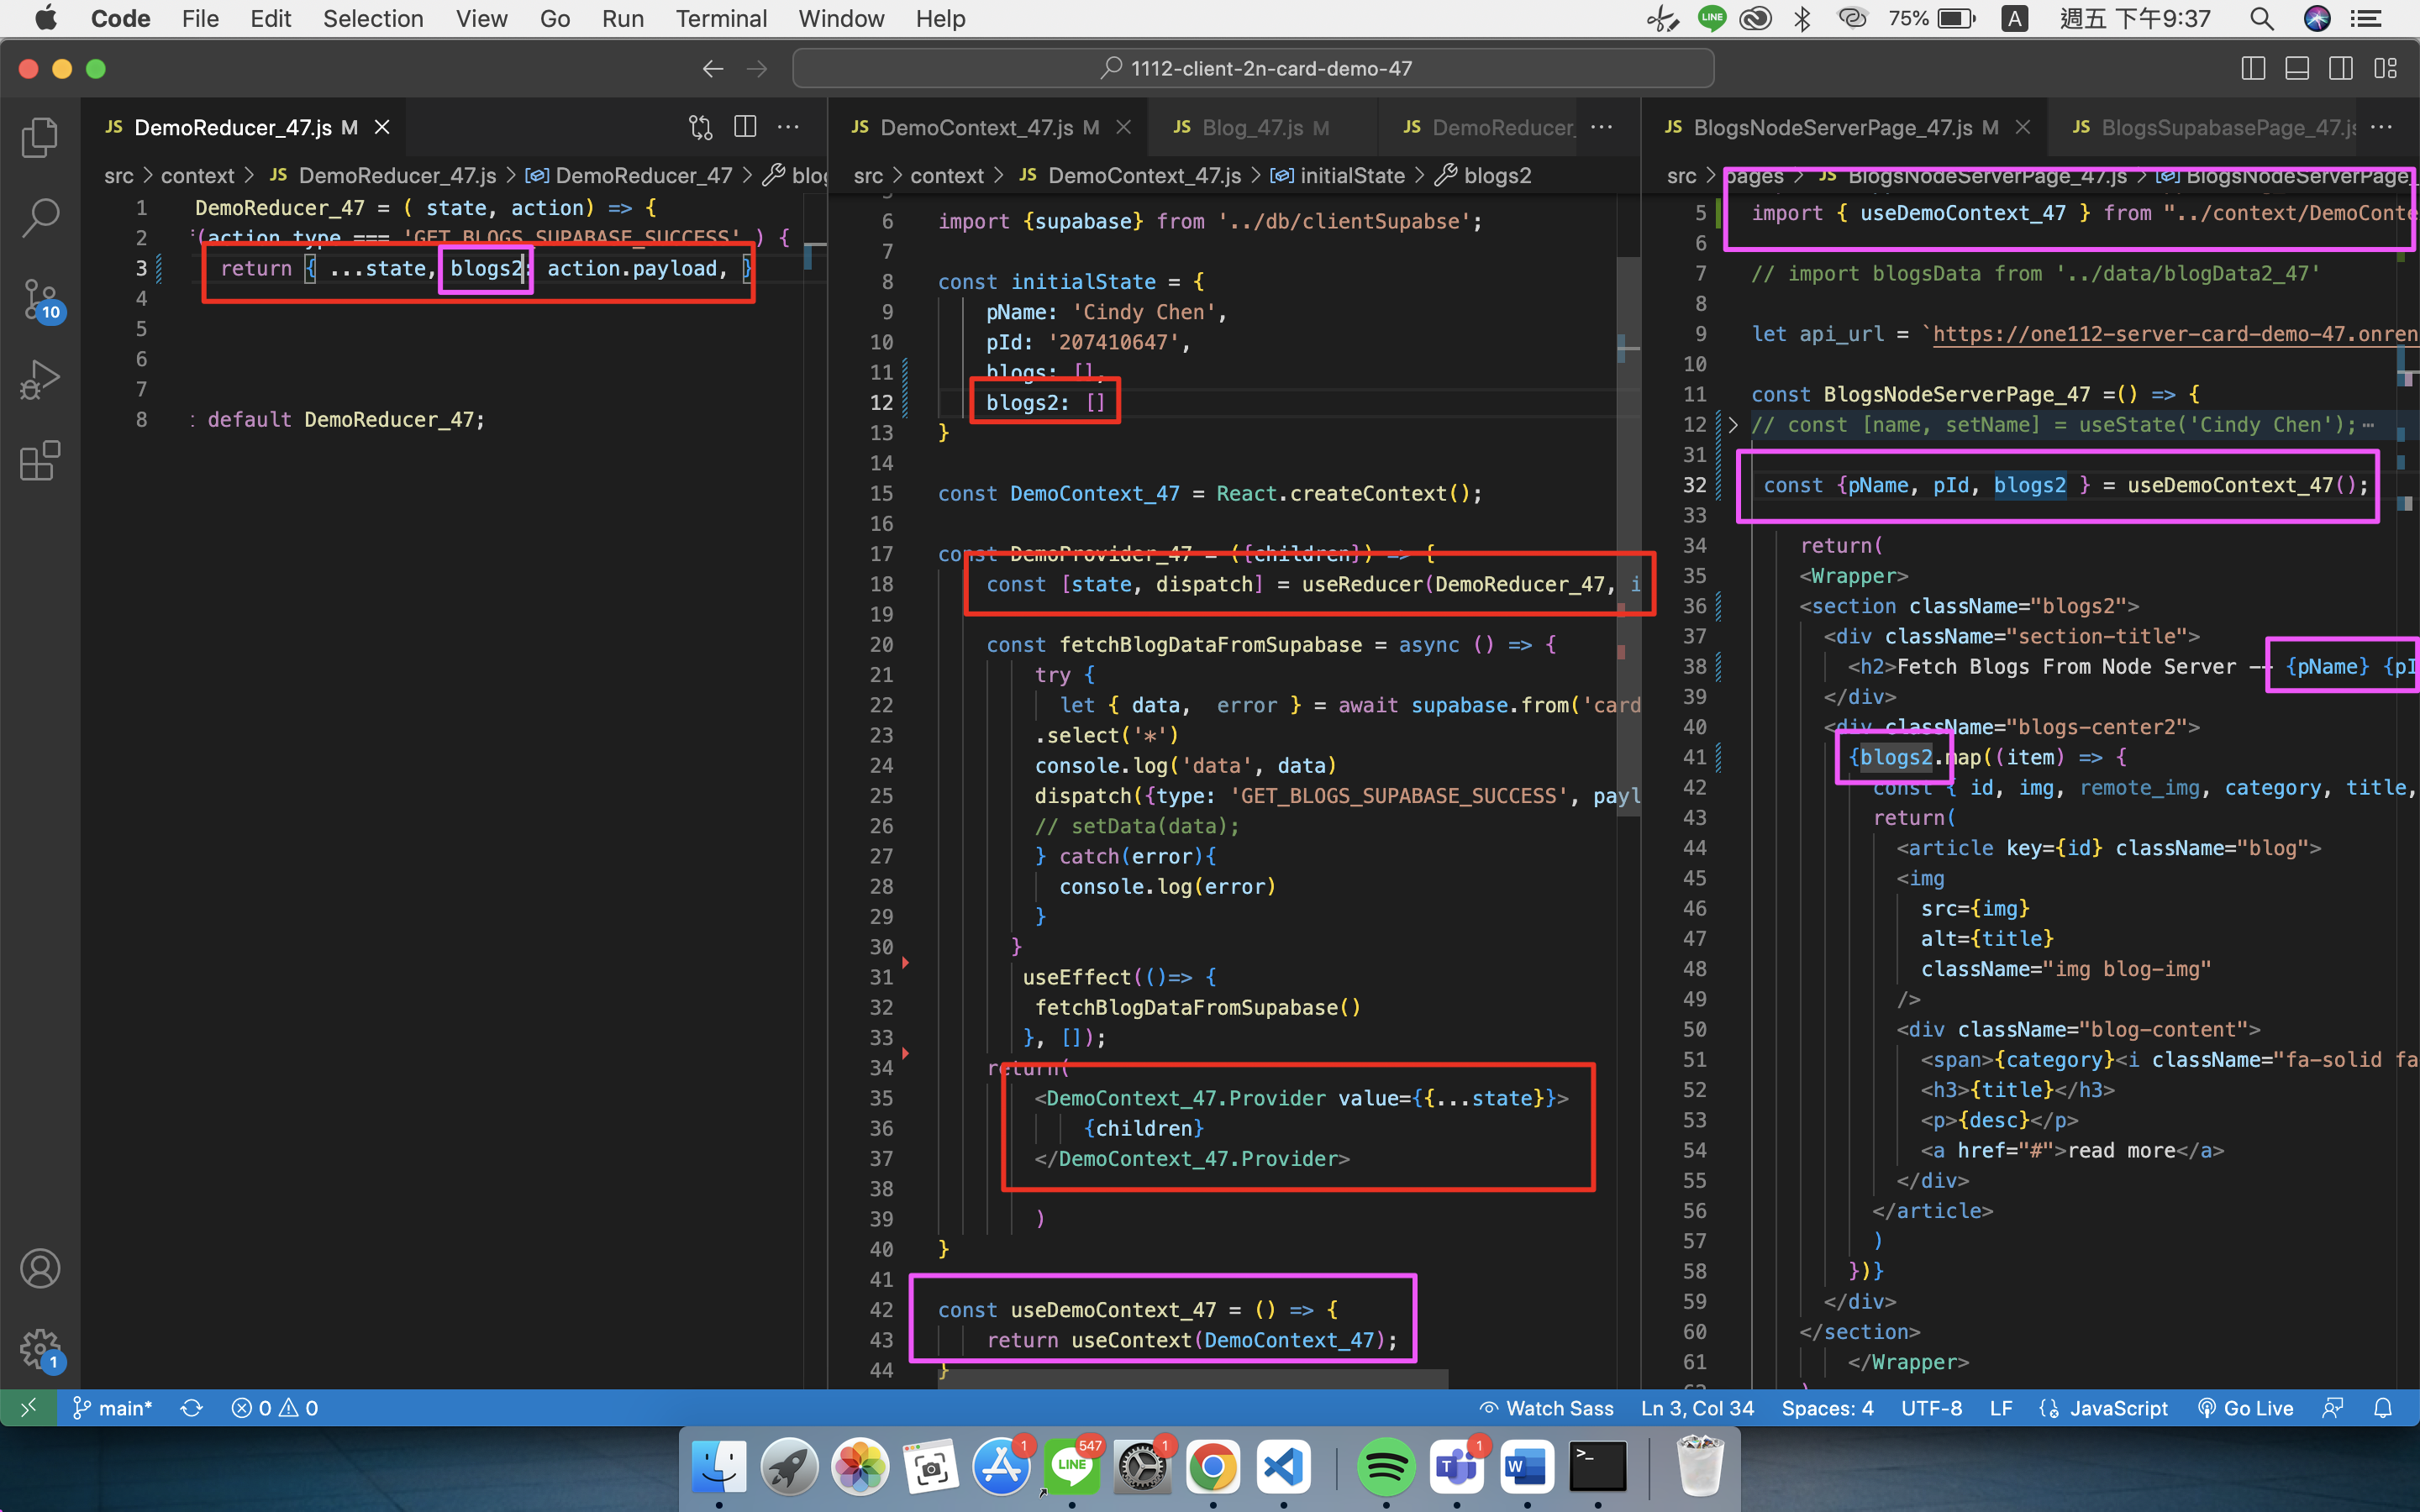 Code File Edit Selection View Go Run Terminal Window Help
LINE 75% A 週五 下午9:37
1112-client-2n-card-demo-47
JS DemoReducer_47.js M
src > context > JS DemoReducer_47.js > DemoReducer_47 > blog
1 DemoReducer_47 = ( state, action) => {
2 (action.type === 'GET_BLOGS_SUPABASE_SUCCESS' ) {
3 return { ...state, blogs2: action.payload, }
4
5
6
7
8 : default DemoReducer_47;
JS DemoContext_47.js M JS Blog_47.js M JS DemoReducer_
src > context > JS DemoContext_47.js > initialState > blogs2
5
6 import {supabase} from '../db/clientSupabse';
7
8 const initialState = {
9 pName: 'Cindy Chen',
10 pId: '207410647',
11 blogs: [],
12 blogs2: []
13 }
14
15 const DemoContext_47 = React.createContext();
16
17 const DemoProvider_47 = ({children}) => {
18 const [state, dispatch] = useReducer(DemoReducer_47, i
19
20 const fetchBlogDataFromSupabase = async () => {
21 try {
22 let { data, error } = await supabase.from('card
23 .select('*')
24 console.log('data', data)
25 dispatch({type: 'GET_BLOGS_SUPABASE_SUCCESS', payl
26 // setData(data);
27 } catch(error){
28 console.log(error)
29 }
30 }
31 useEffect(()=> {
32 fetchBlogDataFromSupabase()
33 }, []);
34 return(
35 <DemoContext_47.Provider value={{...state}}>
36 {children}
37 </DemoContext_47.Provider>
38
39 )
40 }
41
42 const useDemoContext_47 = () => {
43 return useContext(DemoContext_47);
44 }
JS BlogsNodeServerPage_47.js M JS BlogsSupabasePage_47.js
src > pages > JS BlogsNodeServerPage_47.js > BlogsNodeServerPage_
5 import { useDemoContext_47 } from "../context/DemoConte
6
7 // import blogsData from '../data/blogData2_47'
8
9 let api_url = `https://one112-server-card-demo-47.onren
10
11 const BlogsNodeServerPage_47 =() => {
12 // const [name, setName] = useState('Cindy Chen'); ⋯
31
32 const {pName, pId, blogs2 } = useDemoContext_47();
33
34 return(
35 <Wrapper>
36 <section className="blogs2">
37 <div className="section-title">
38 <h2>Fetch Blogs From Node Server -- {pName} {pI
39 </div>
40 <div className="blogs-center2">
41 {blogs2.map((item) => {
42 const { id, img, remote_img, category, title,
43 return(
44 <article key={id} className="blog">
45 <img
46 src={img}
47 alt={title}
48 className="img blog-img"
49 />
50 <div className="blog-content">
51 <span>{category}<i className="fa-solid fa
52 <h3>{title}</h3>
53 <p>{desc}</p>
54 <a href="#">read more</a>
55 </div>
56 </article>
57 )
58 })}
59 </div>
60 </section>
61 </Wrapper>
10
1
main* 0 0 Watch Sass Ln 3, Col 34 Spaces: 4 UTF-8 LF JavaScript Go Live
1 547 LINE 1 T 1 W >_